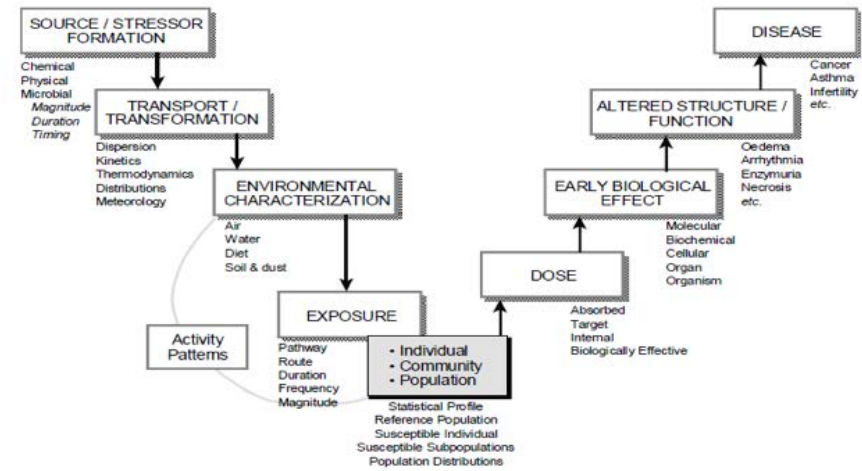 SOURCE / STRESSOR
FORMATION
Chemical
Physical
Microbial
Magnitude
Duration
Timing
TRANSPORT /
TRANSFORMATION
Dispersion
Kinetics
Thermodynamics
Distributions
Meteorology
ENVIRONMENTAL
CHARACTERIZATION
Air
Water
Diet
Soil & dust
Activity
Patterns
EXPOSURE
Pathway
Route
Duration
Frequency
Magnitude
• Individual
• Community
• Population
Statistical Profile
Reference Population
Susceptible Individual
Susceptible Subpopulations
Population Distributions
DOSE
Absorbed
Target
Internal
Biologically Effective
EARLY BIOLOGICAL
EFFECT
Molecular
Biochemical
Cellular
Organ
Organism
ALTERED STRUCTURE /
FUNCTION
Oedema
Arrhythmia
Enzymuria
Necrosis
etc.
DISEASE
Cancer
Asthma
Infertility
etc.